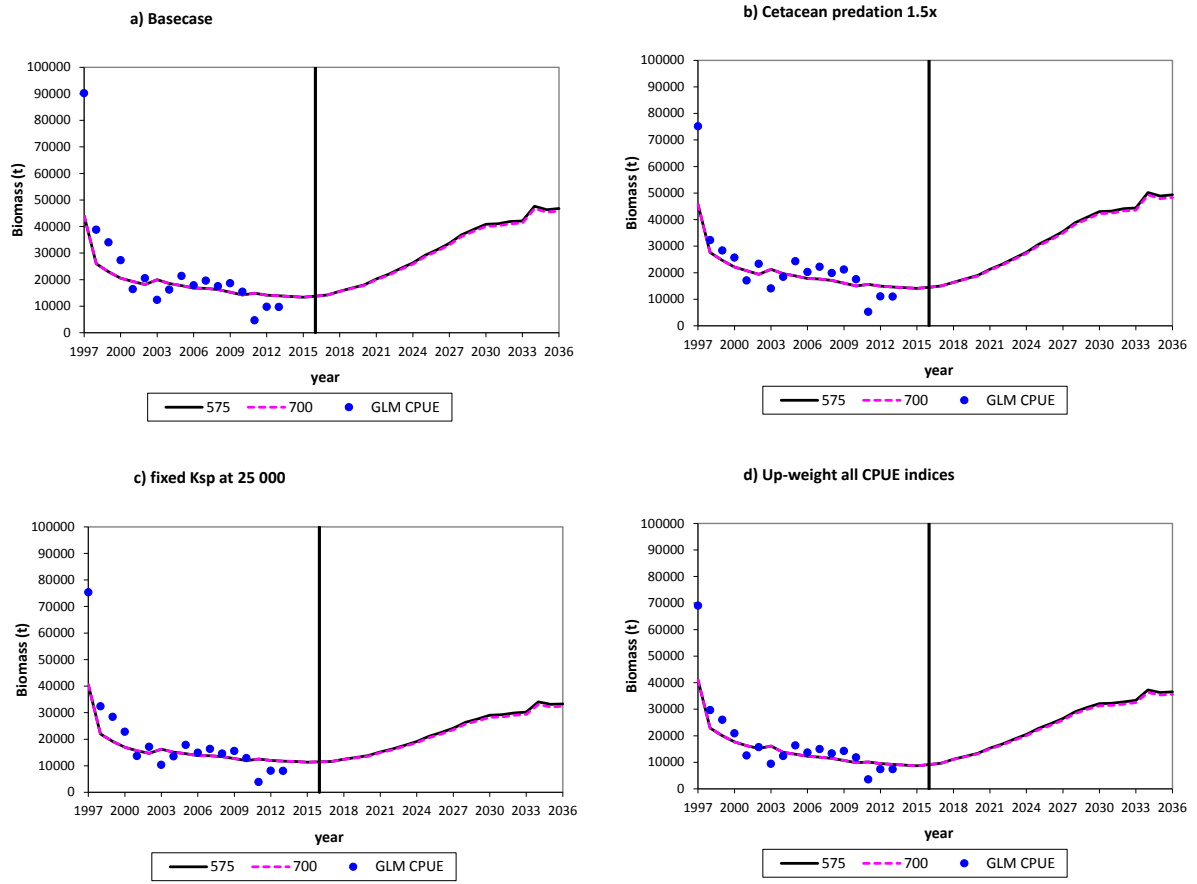 a) Basecase
Biomass (t)
100000
90000
80000
70000
60000
50000
40000
30000
20000
10000
0
1997 2000 2003 2006 2009 2012 2015 2018 2021 2024 2027 2030 2033 2036
year
575 700 GLM CPUE
b) Cetacean predation 1.5x
Biomass (t)
100000
90000
80000
70000
60000
50000
40000
30000
20000
10000
0
1997 2000 2003 2006 2009 2012 2015 2018 2021 2024 2027 2030 2033 2036
year
575 700 GLM CPUE
c) fixed Ksp at 25 000
Biomass (t)
100000
90000
80000
70000
60000
50000
40000
30000
20000
10000
0
1997 2000 2003 2006 2009 2012 2015 2018 2021 2024 2027 2030 2033 2036
year
575 700 GLM CPUE
d) Up-weight all CPUE indices
Biomass (t)
100000
90000
80000
70000
60000
50000
40000
30000
20000
10000
0
1997 2000 2003 2006 2009 2012 2015 2018 2021 2024 2027 2030 2033 2036
year
575 700 GLM CPUE